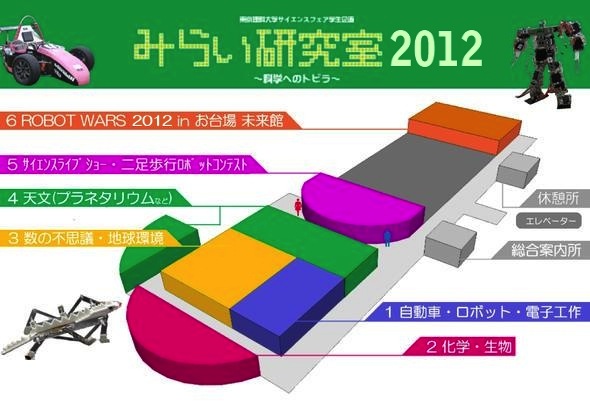 東京理科大学サイエンスフェア学生企画
みらい研究室 2012
～科学へのトビラ～
6 ROBOT WARS 2012 in お台場 未来館
5 ｻｲｴﾝｽﾗｲﾌﾞｼｮｰ・二足歩行ﾛﾎﾞｯﾄｺﾝﾃｽﾄ
4 天文(プラネタリウムなど)
3 数の不思議・地球環境
休憩所
エレベーター
総合案内所
1 自動車・ロボット・電子工作
2 化学・生物